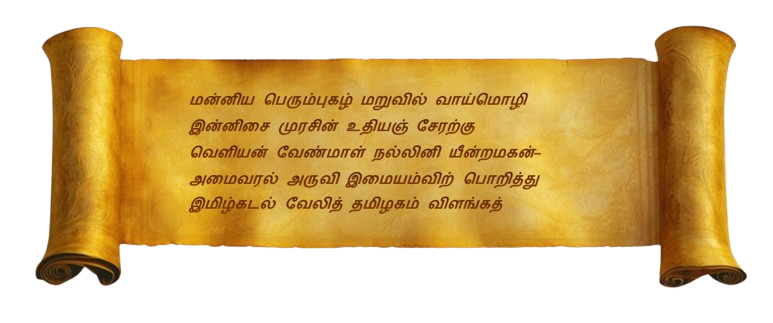 மன்னிய பெரும்புகழ் மறுவில் வாய்மொழி
இன்னிசை முரசின் உதியஞ் சேரற்கு
வெளியன் வேண்மாள் நல்லினி யீன்றமகன்–
அமைவரல் அருவி இமையம்விற் பொறித்து
இமிழ்கடல் வேலித் தமிழகம் விளங்கத்